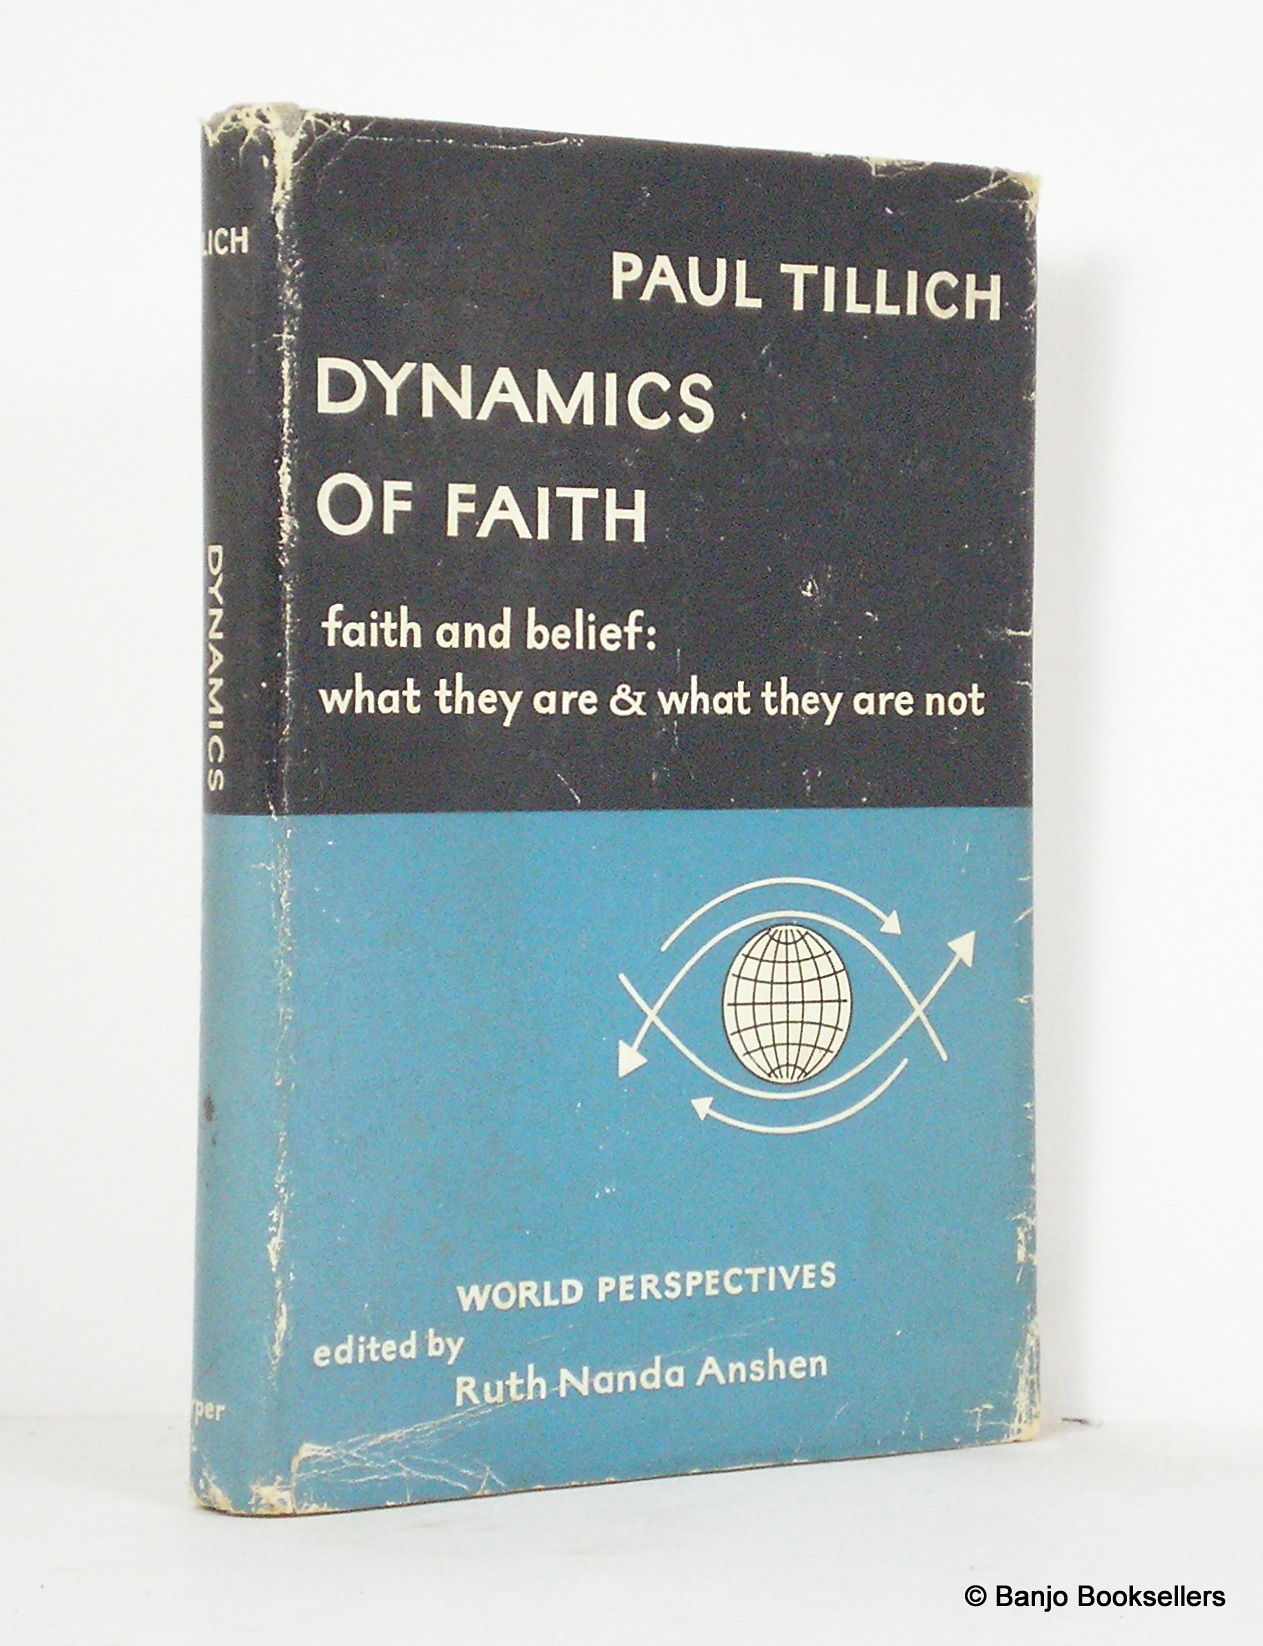 LICH
DYNAMICS
per
PAUL TILLICH
DYNAMICS
OF FAITH
faith and belief:
what they are & what they are not
WORLD PERSPECTIVES
edited by
Ruth Nanda Anshen
© Banjo Booksellers